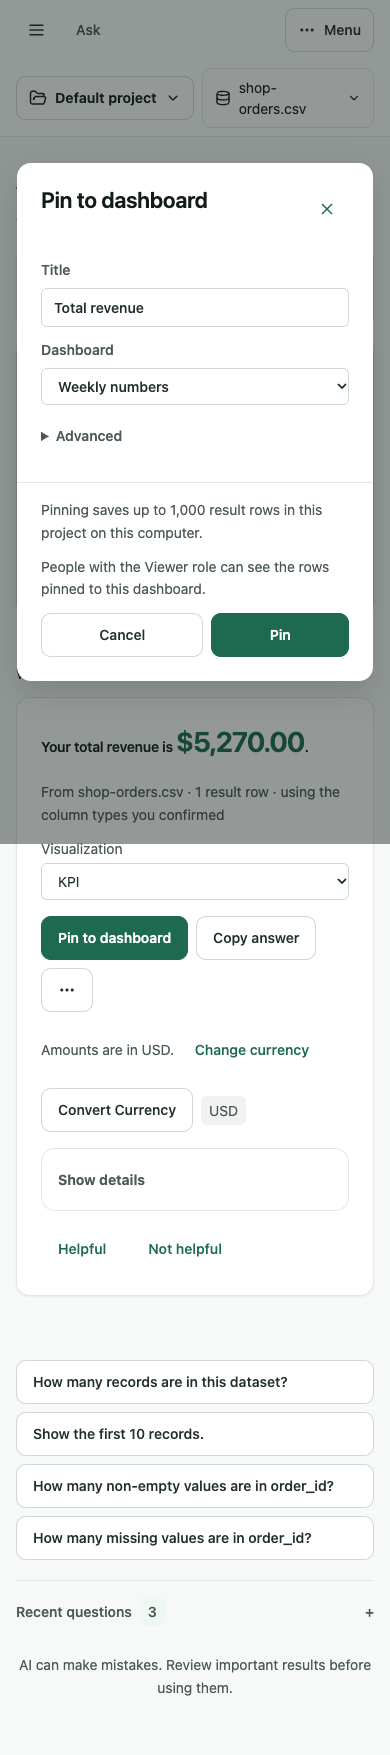 Ask
Menu
Default project
shop-
orders.csv
Pin to dashboard
Title
Total revenue
Dashboard
Weekly numbers
Advanced
Pinning saves up to 1,000 result rows in this
project on this computer.
People with the Viewer role can see the rows
pinned to this dashboard.
Cancel
Pin
Your total revenue is $5,270.00.
From shop-orders.csv · 1 result row · using the
column types you confirmed
Visualization
KPI
Pin to dashboard
Copy answer
Amounts are in USD.
Change currency
Convert Currency
USD
Show details
Helpful
Not helpful
How many records are in this dataset?
Show the first 10 records.
How many non-empty values are in order_id?
How many missing values are in order_id?
Recent questions 3
+
AI can make mistakes. Review important results before
using them.